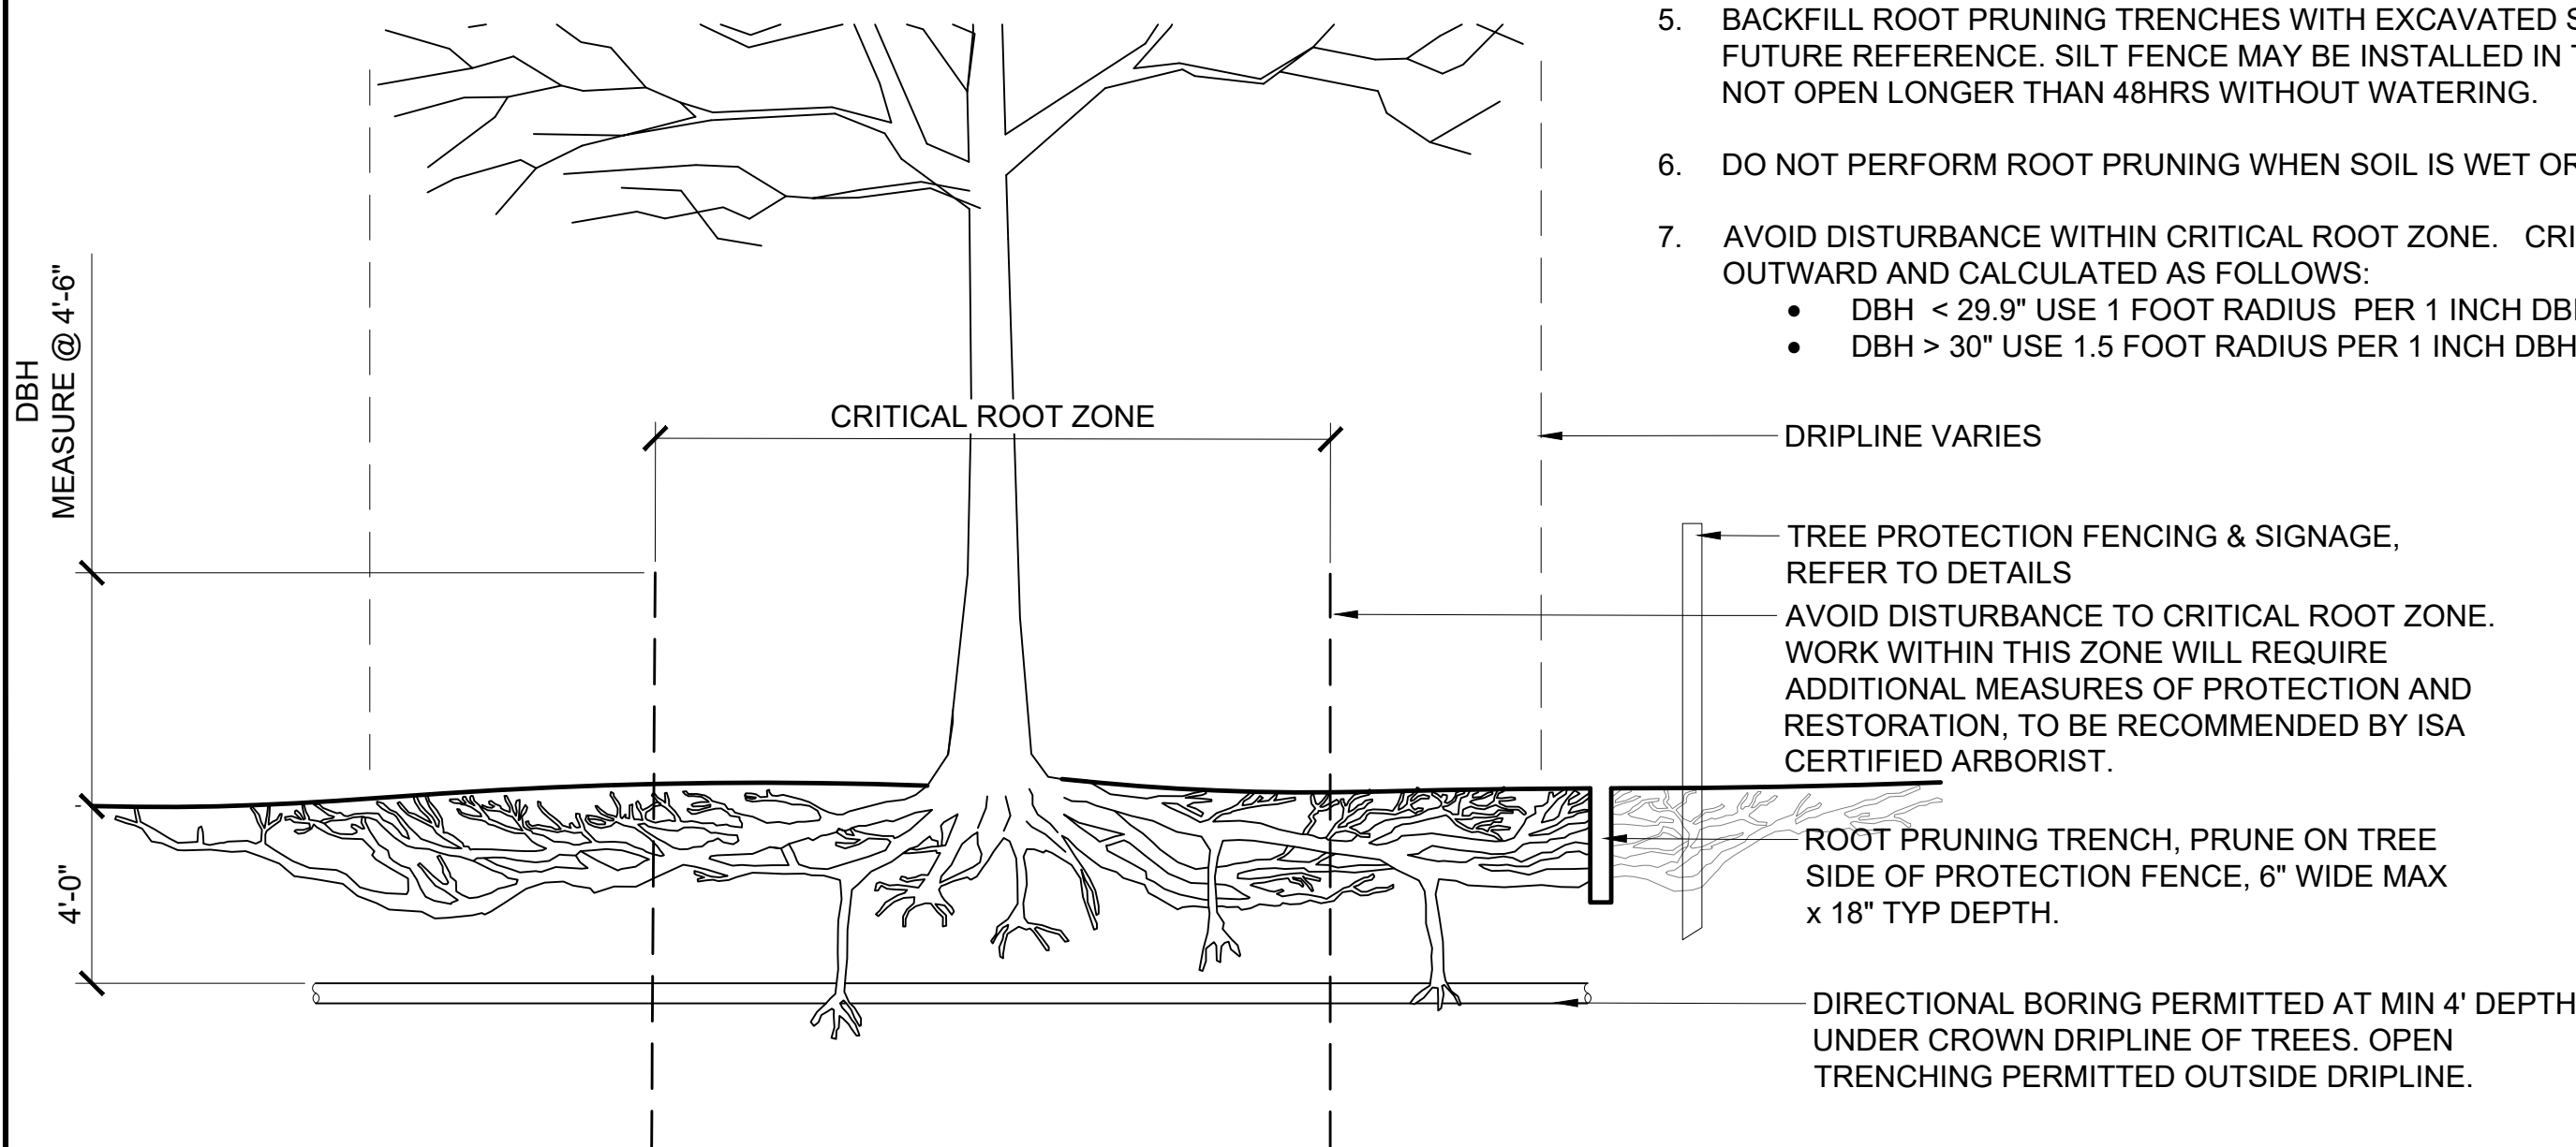 5. BACKFILL ROOT PRUNING TRENCHES WITH EXCAVATED
FUTURE REFERENCE. SILT FENCE MAY BE INSTALLED IN
NOT OPEN LONGER THAN 48HRS WITHOUT WATERING.
6. DO NOT PERFORM ROOT PRUNING WHEN SOIL IS WET OR
7. AVOID DISTURBANCE WITHIN CRITICAL ROOT ZONE. CRI
OUTWARD AND CALCULATED AS FOLLOWS:
• DBH < 29.9" USE 1 FOOT RADIUS PER 1 INCH DBH
• DBH > 30" USE 1.5 FOOT RADIUS PER 1 INCH DBH
DBH
MEASURE @ 4'-6"
CRITICAL ROOT ZONE
DRIPLINE VARIES
TREE PROTECTION FENCING & SIGNAGE,
REFER TO DETAILS
AVOID DISTURBANCE TO CRITICAL ROOT ZONE.
WORK WITHIN THIS ZONE WILL REQUIRE
ADDITIONAL MEASURES OF PROTECTION AND
RESTORATION, TO BE RECOMMENDED BY ISA
CERTIFIED ARBORIST.
4'-0"
ROOT PRUNING TRENCH, PRUNE ON TREE
SIDE OF PROTECTION FENCE, 6" WIDE MAX
x 18" TYP DEPTH.
DIRECTIONAL BORING PERMITTED AT MIN 4' DEPTH
UNDER CROWN DRIPLINE OF TREES. OPEN
TRENCHING PERMITTED OUTSIDE DRIPLINE.